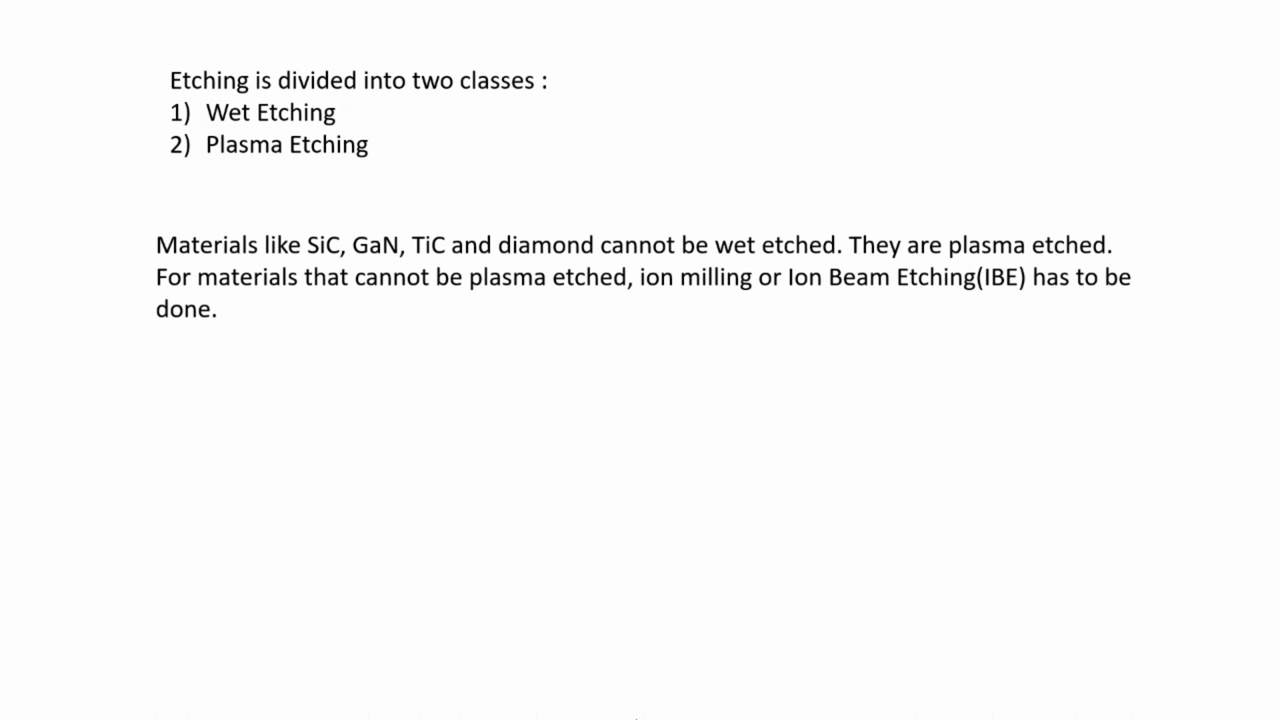 Etching is divided into two classes :
1) Wet Etching
2) Plasma Etching
Materials like SiC, GaN, TiC and diamond cannot be wet etched. They are plasma etched.
For materials that cannot be plasma etched, ion milling or Ion Beam Etching(IBE) has to be
done.